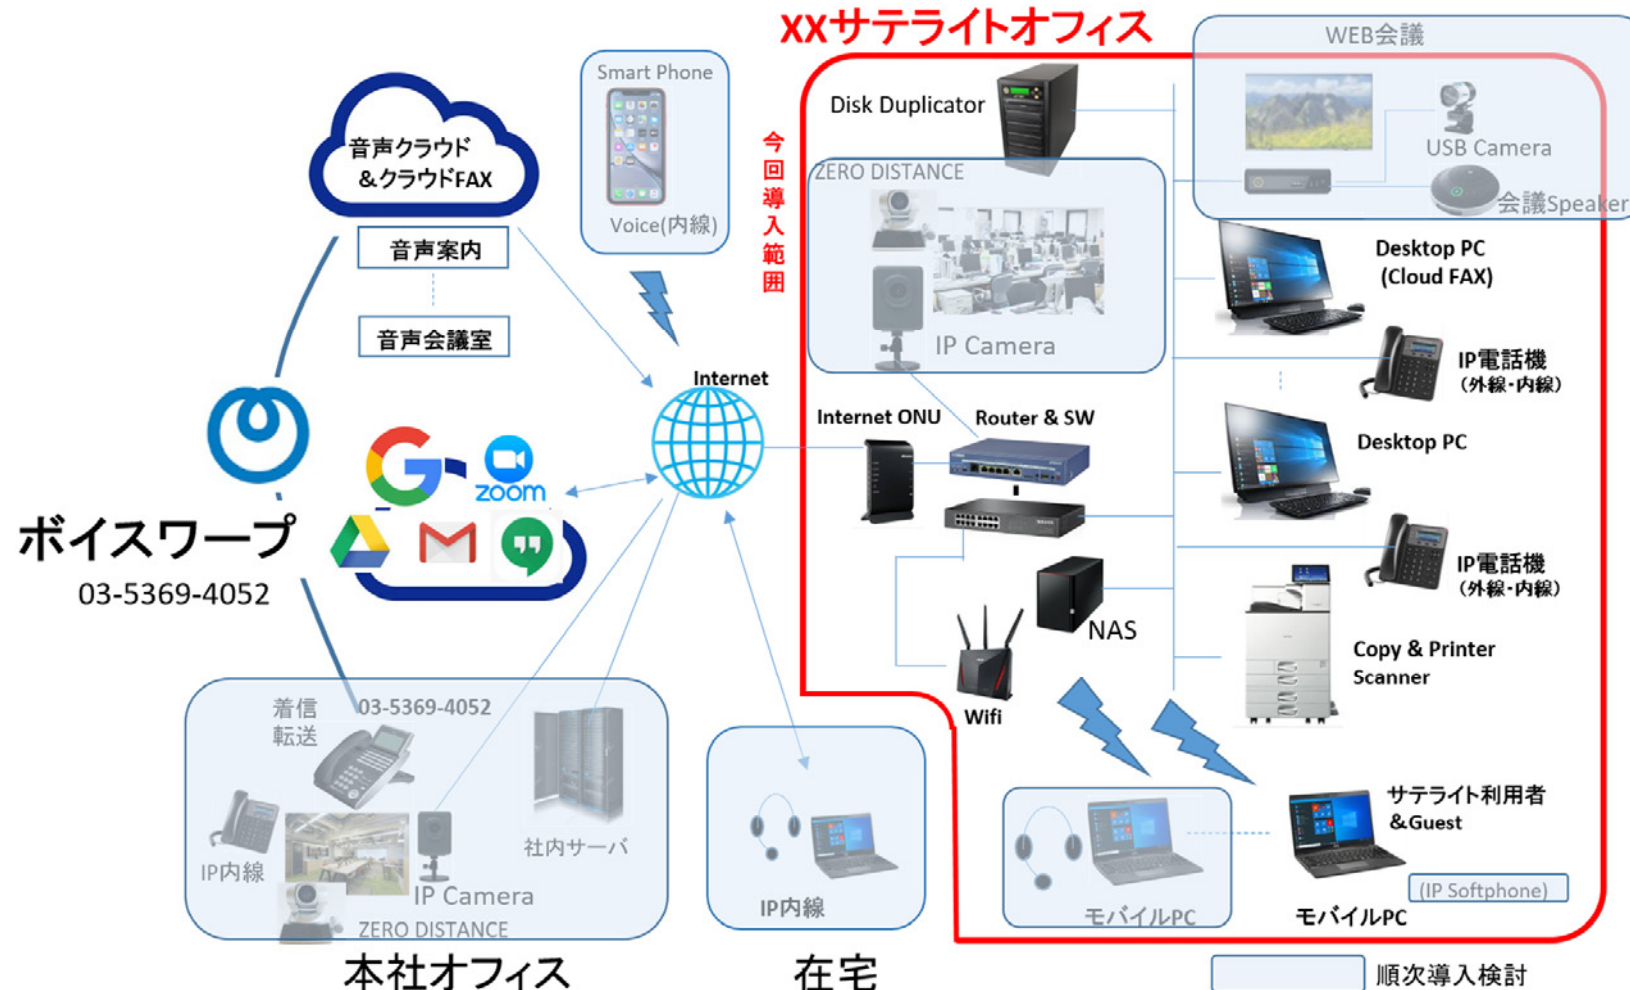 XXサテライトオフィス
WEB会議
Smart Phone
Voice(内線)
音声クラウド
&クラウドFAX
音声案内
音声会議室
今回導入範囲
Disk Duplicator
ZERO DISTANCE
IP Camera
USB Camera
会議Speaker
Desktop PC
(Cloud FAX)
IP電話機
(外線・内線)
Internet
Internet ONU
Router & SW
Desktop PC
zoom
ボイスワープ
03-5369-4052
IP電話機
(外線・内線)
NAS
Wifi
Copy & Printer
Scanner
着信
転送
03-5369-4052
IP内線
IP Camera
ZERO DISTANCE
社内サーバ
本社オフィス
IP内線
在宅
モバイルPC
サテライト利用者
&Guest
(IP Softphone)
モバイルPC
順次導入検討